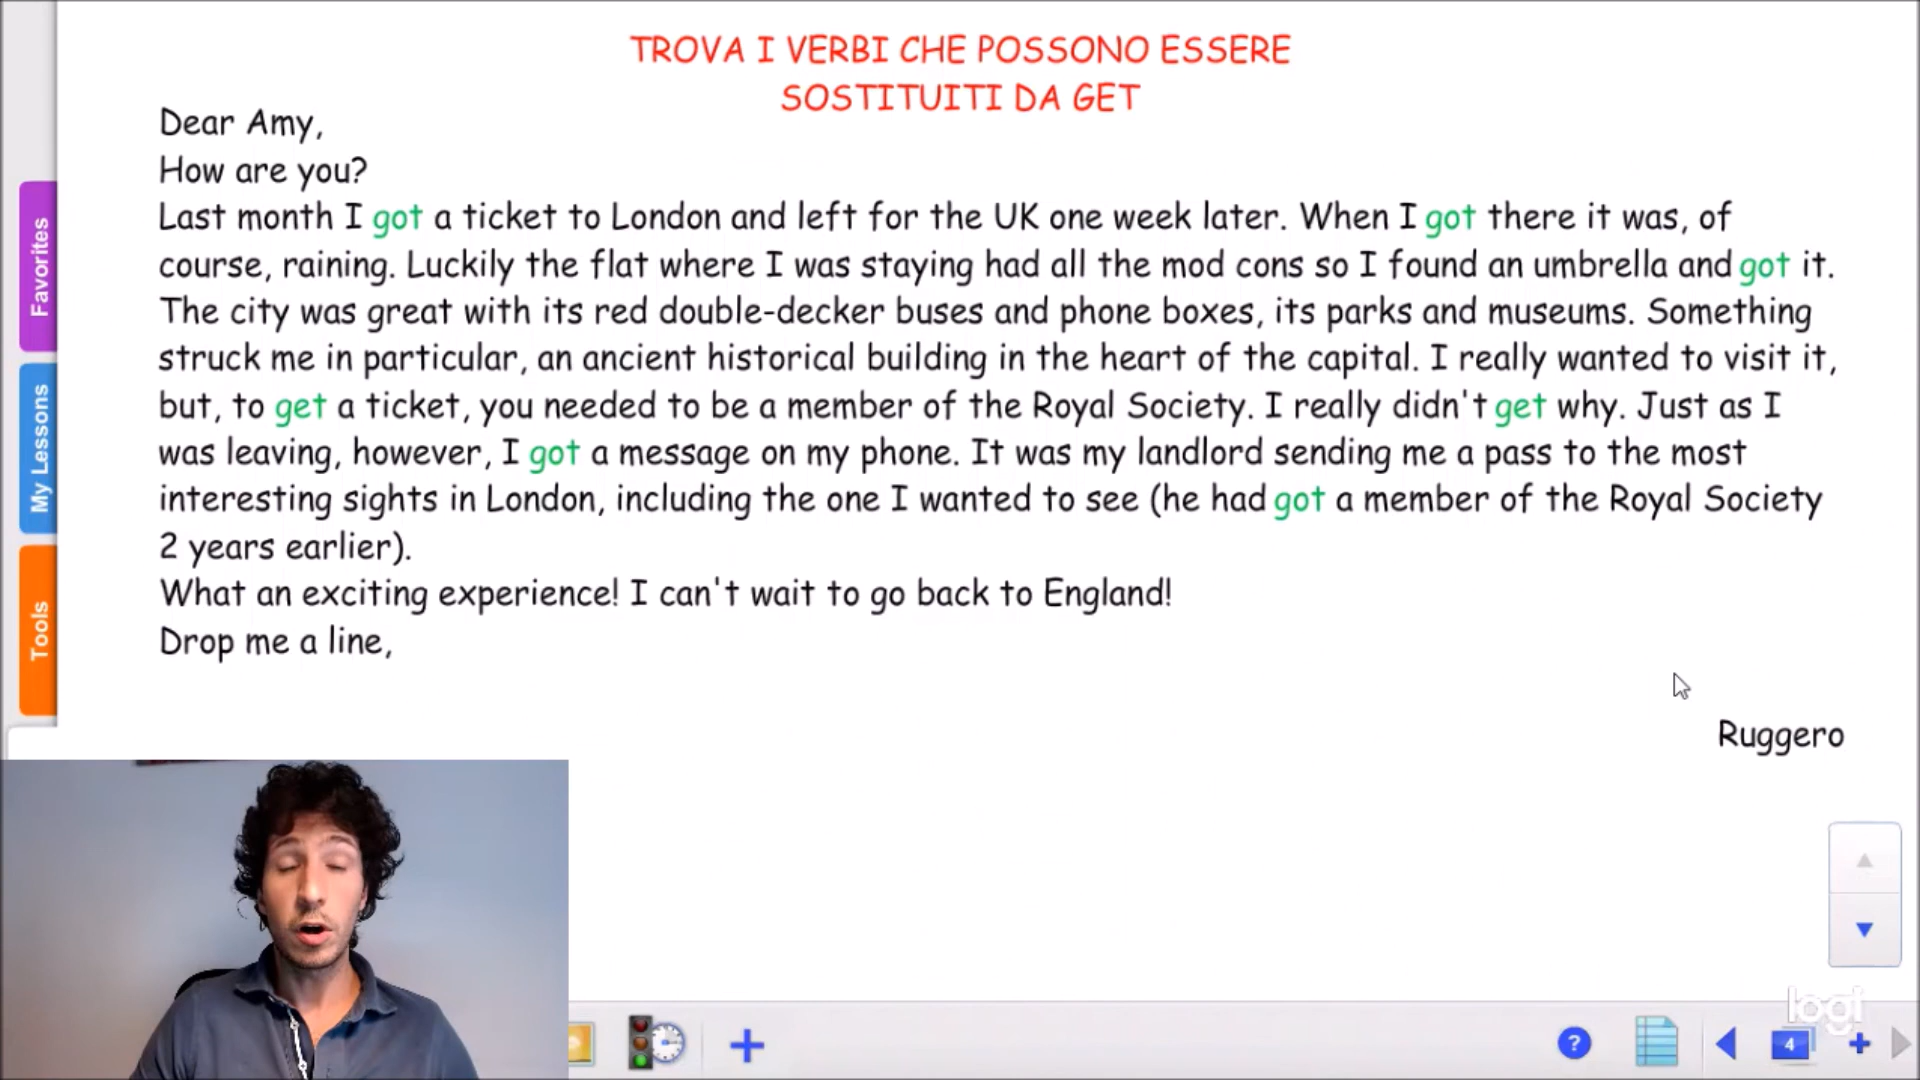 TROVA I VERBI CHE POSSONO ESSERE
SOSTITUITI DA GET
Dear Amy,
How are you?
Last month I got a ticket to London and left for the UK one week later. When I got there it was, of
course, raining. Luckily the flat where I was staying had all the mod cons so I found an umbrella and got it.
The city was great with its red double-decker buses and phone boxes, its parks and museums. Something
struck me in particular, an ancient historical building in the heart of the capital. I really wanted to visit it,
but, to get a ticket, you needed to be a member of the Royal Society. I really didn't get why. Just as I
was leaving, however, I got a message on my phone. It was my landlord sending me a pass to the most
interesting sights in London, including the one I wanted to see (he had got a member of the Royal Society
2 years earlier).
What an exciting experience! I can't wait to go back to England!
Drop me a line,
Ruggero
Favorites
My Lessons
Tools
logi
?
4